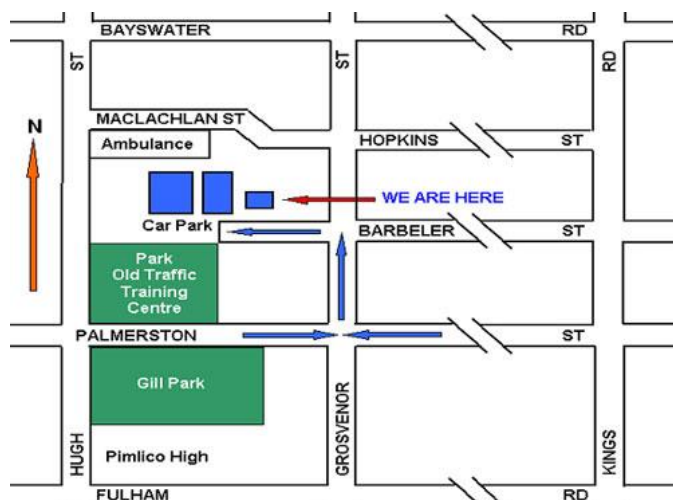 BAYSWATER RD
ST ST RD
MACLACHLAN ST
HOPKINS ST
N
Ambulance
WE ARE HERE
Car Park
BARBELER ST
Park
Old Traffic
Training
Centre
PALMERSTON ST
Gill Park
HUGH
GROSVENOR
KINGS
Pimlico High
FULHAM RD